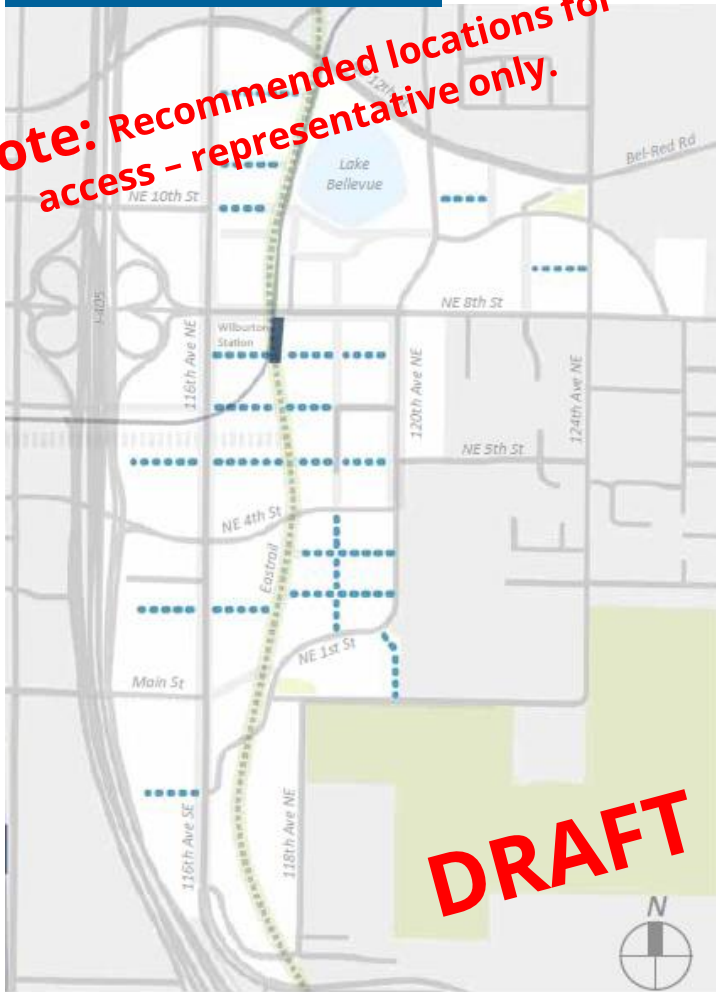 ote: Recommended locations for
access – representative only.
12th
Bel-Red Rd
Lake
Bellevue
NE 10th St
I-405
NE 8th St
Wilburton
Station
116th Ave NE
120th Ave NE
124th Ave NE
NE 5th St
NE 4th St
Eastrail
NE 1st St
Main St
116th Ave SE
118th Ave NE
DRAFT
N